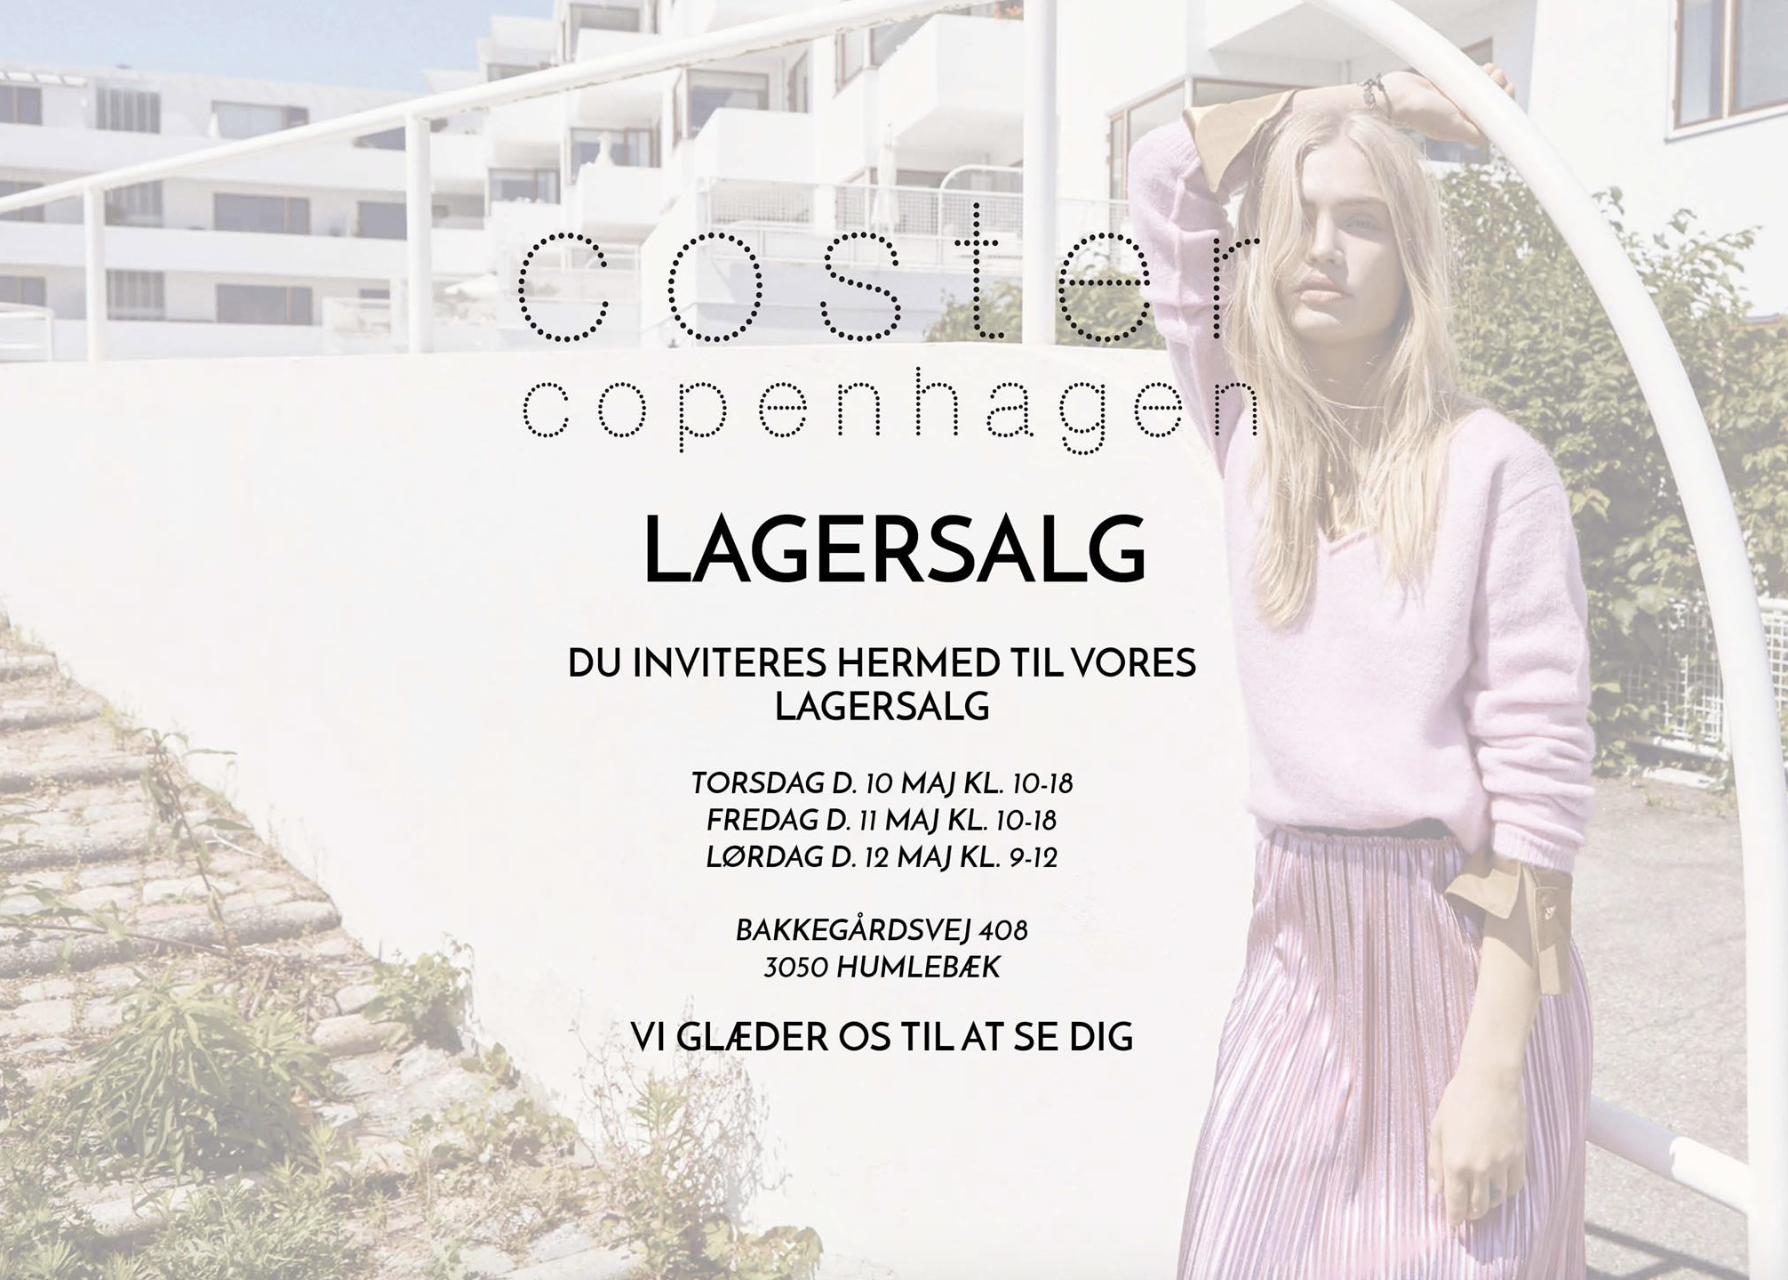 coster
copenhagen
LAGERSALG
DU INVITERES HERMED TIL VORES
LAGERSALG
TORSDAG D. 10 MAJ KL. 10-18
FREDAG D. 11 MAJ KL. 10-18
LØRDAG D. 12 MAJ KL. 9-12
BAKKEGÅRDSVEJ 408
3050 HUMLEBÆK
VI GLÆDER OS TIL AT SE DIG